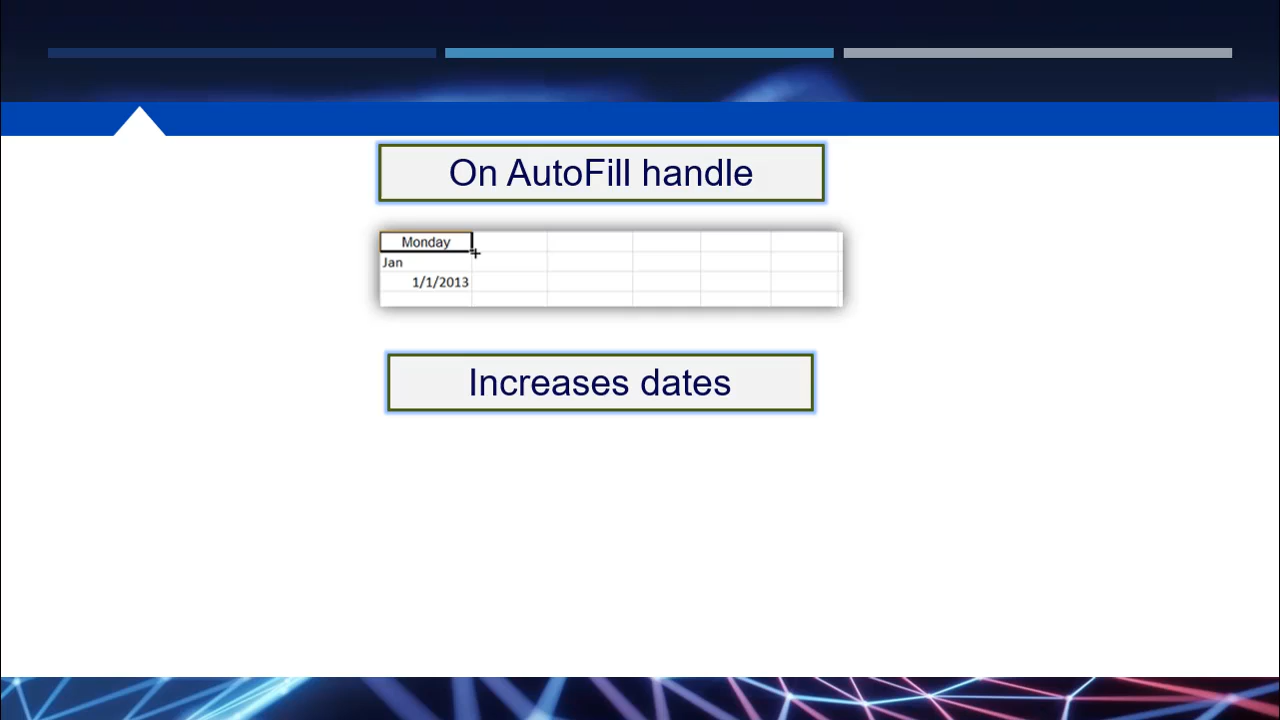 On AutoFill handle
Monday
Jan
1/1/2013
Increases dates